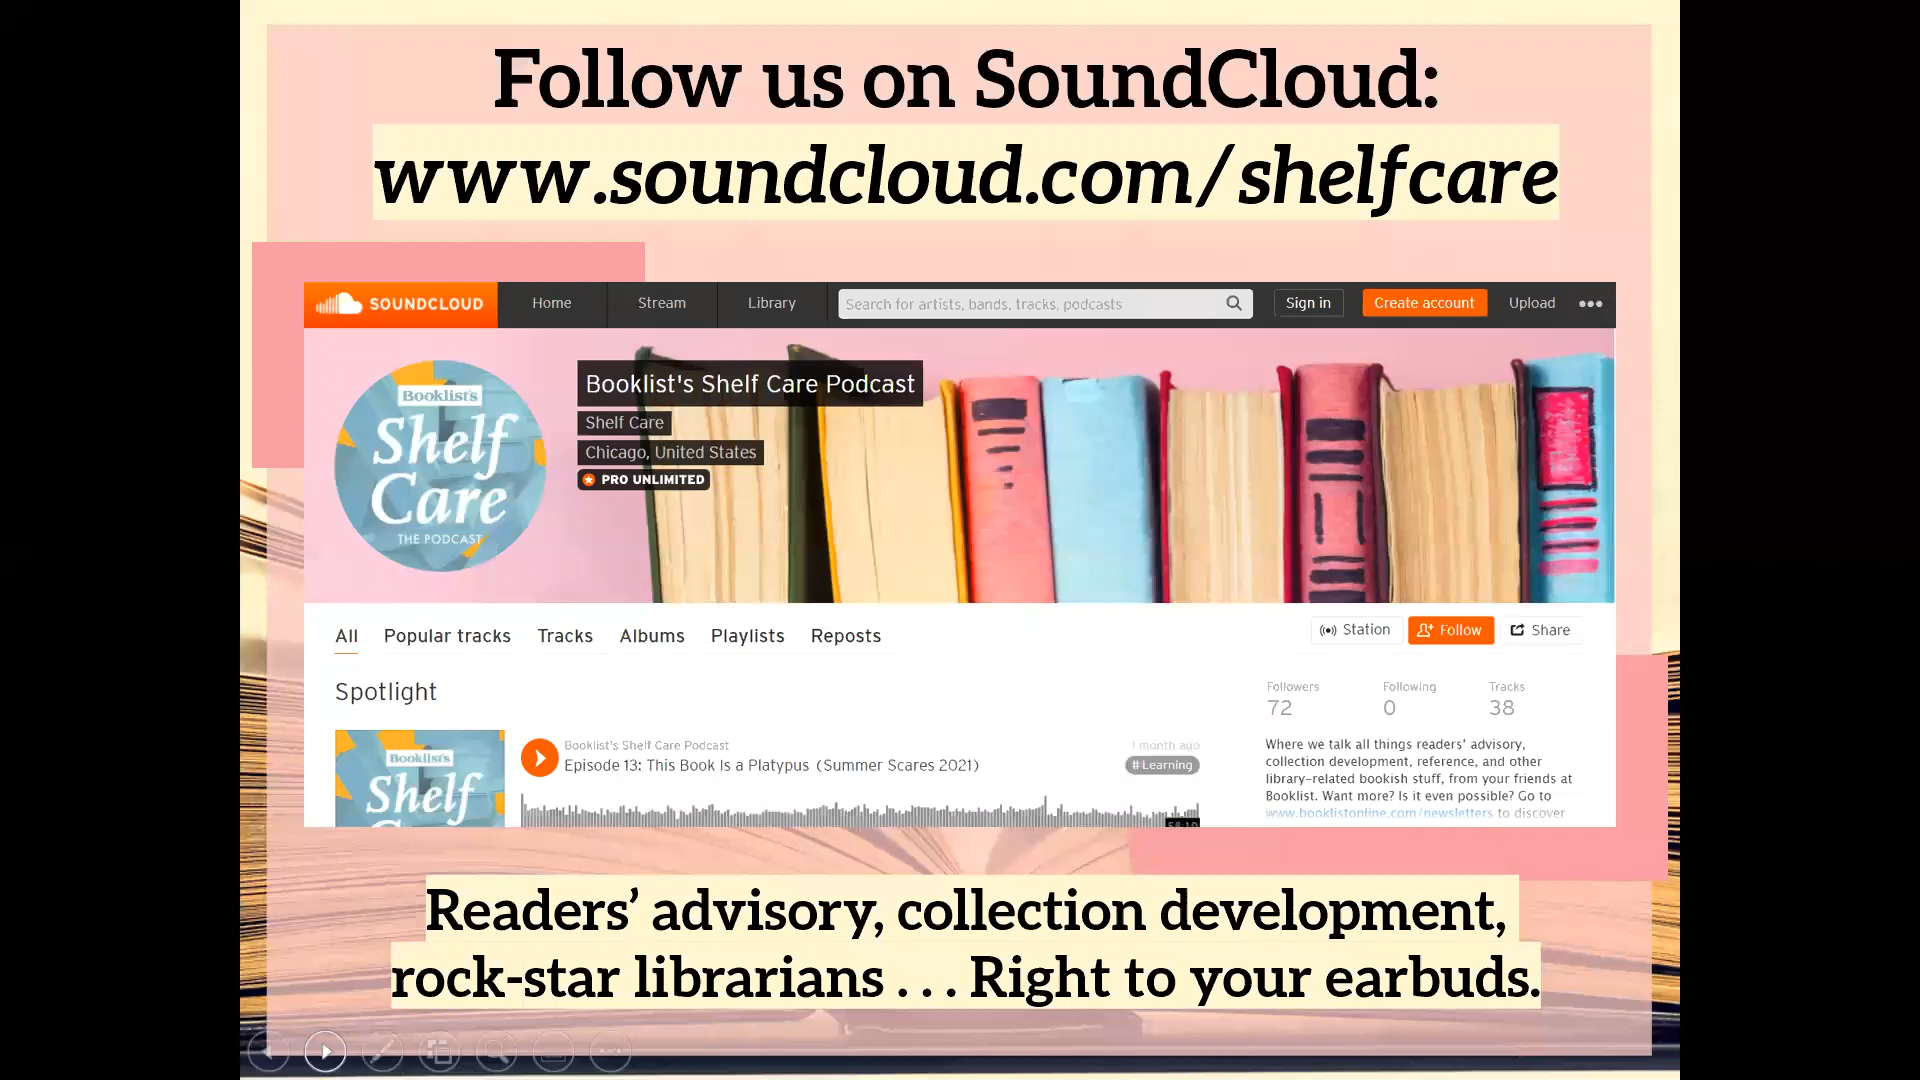 Follow us on SoundCloud:
www.soundcloud.com/shelfcare
SOUNDCLOUD
Home
Stream
Library
Search for artists, bands, tracks, podcasts
Sign in
Create account
Upload
Booklist's
Shelf
Care
THE PODCAST
Booklist's Shelf Care Podcast
Shelf Care
Chicago, United States
PRO UNLIMITED
All
Popular tracks
Tracks
Albums
Playlists
Reposts
Station
Follow
Share
Spotlight
Booklist's
Shelf
Booklist's Shelf Care Podcast
Episode 13: This Book Is a Platypus (Summer Scares 2021)
1 month ago
# Learning
Followers
72
Following
0
Tracks
38
Where we talk all things readers' advisory,
collection development, reference, and other
library-related bookish stuff, from your friends at
Booklist. Want more? Is it even possible? Go to
www.booklistonline.com/newsletters to discover
Readers’ advisory, collection development,
rock-star librarians . . . Right to your earbuds.